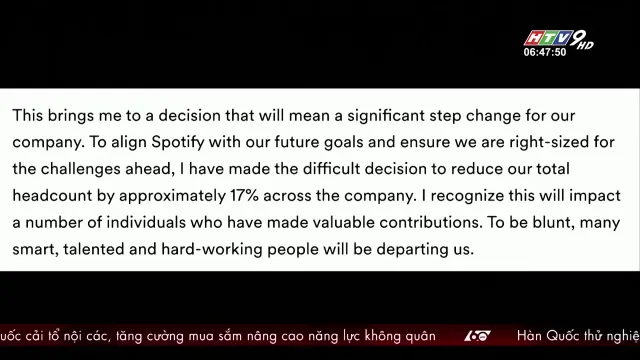 HTV9 HD
06:47:50
This brings me to a decision that will mean a significant step change for our
company. To align Spotify with our future goals and ensure we are right-sized for
the challenges ahead, I have made the difficult decision to reduce our total
headcount by approximately 17% across the company. I recognize this will impact
a number of individuals who have made valuable contributions. To be blunt, many
smart, talented and hard-working people will be departing us.
uốc cải tổ nội các, tăng cường mua sắm nâng cao năng lực không quân 60 Hàn Quốc thử nghiệ